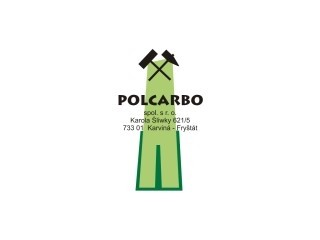 POLCARBO
spol. s r. o.
Karola Śliwky 621/5
733 01 Karviná - Fryštát